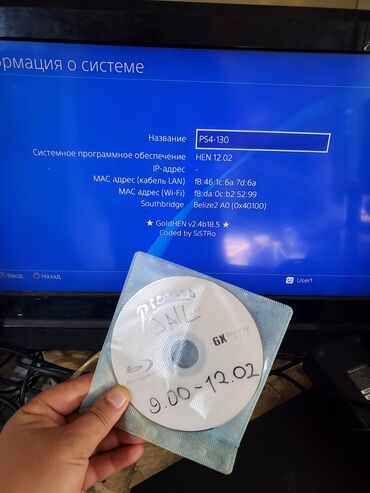 ормация о системе
Название PS4-130
Системное программное обеспечение HEN 12.02
IP-адрес -
MAC адрес (кабель LAN) f8:46:1c:6a:7d:6a
MAC адрес (Wi-Fi) f8:da:0c:b2:52:99
Southbridge Belize2 A0 (0x40100)
★ GoldHEN v2.4b18.5 ★
Coded by SiSTRo
Ввод Назад User1
6X
9.00-12.02